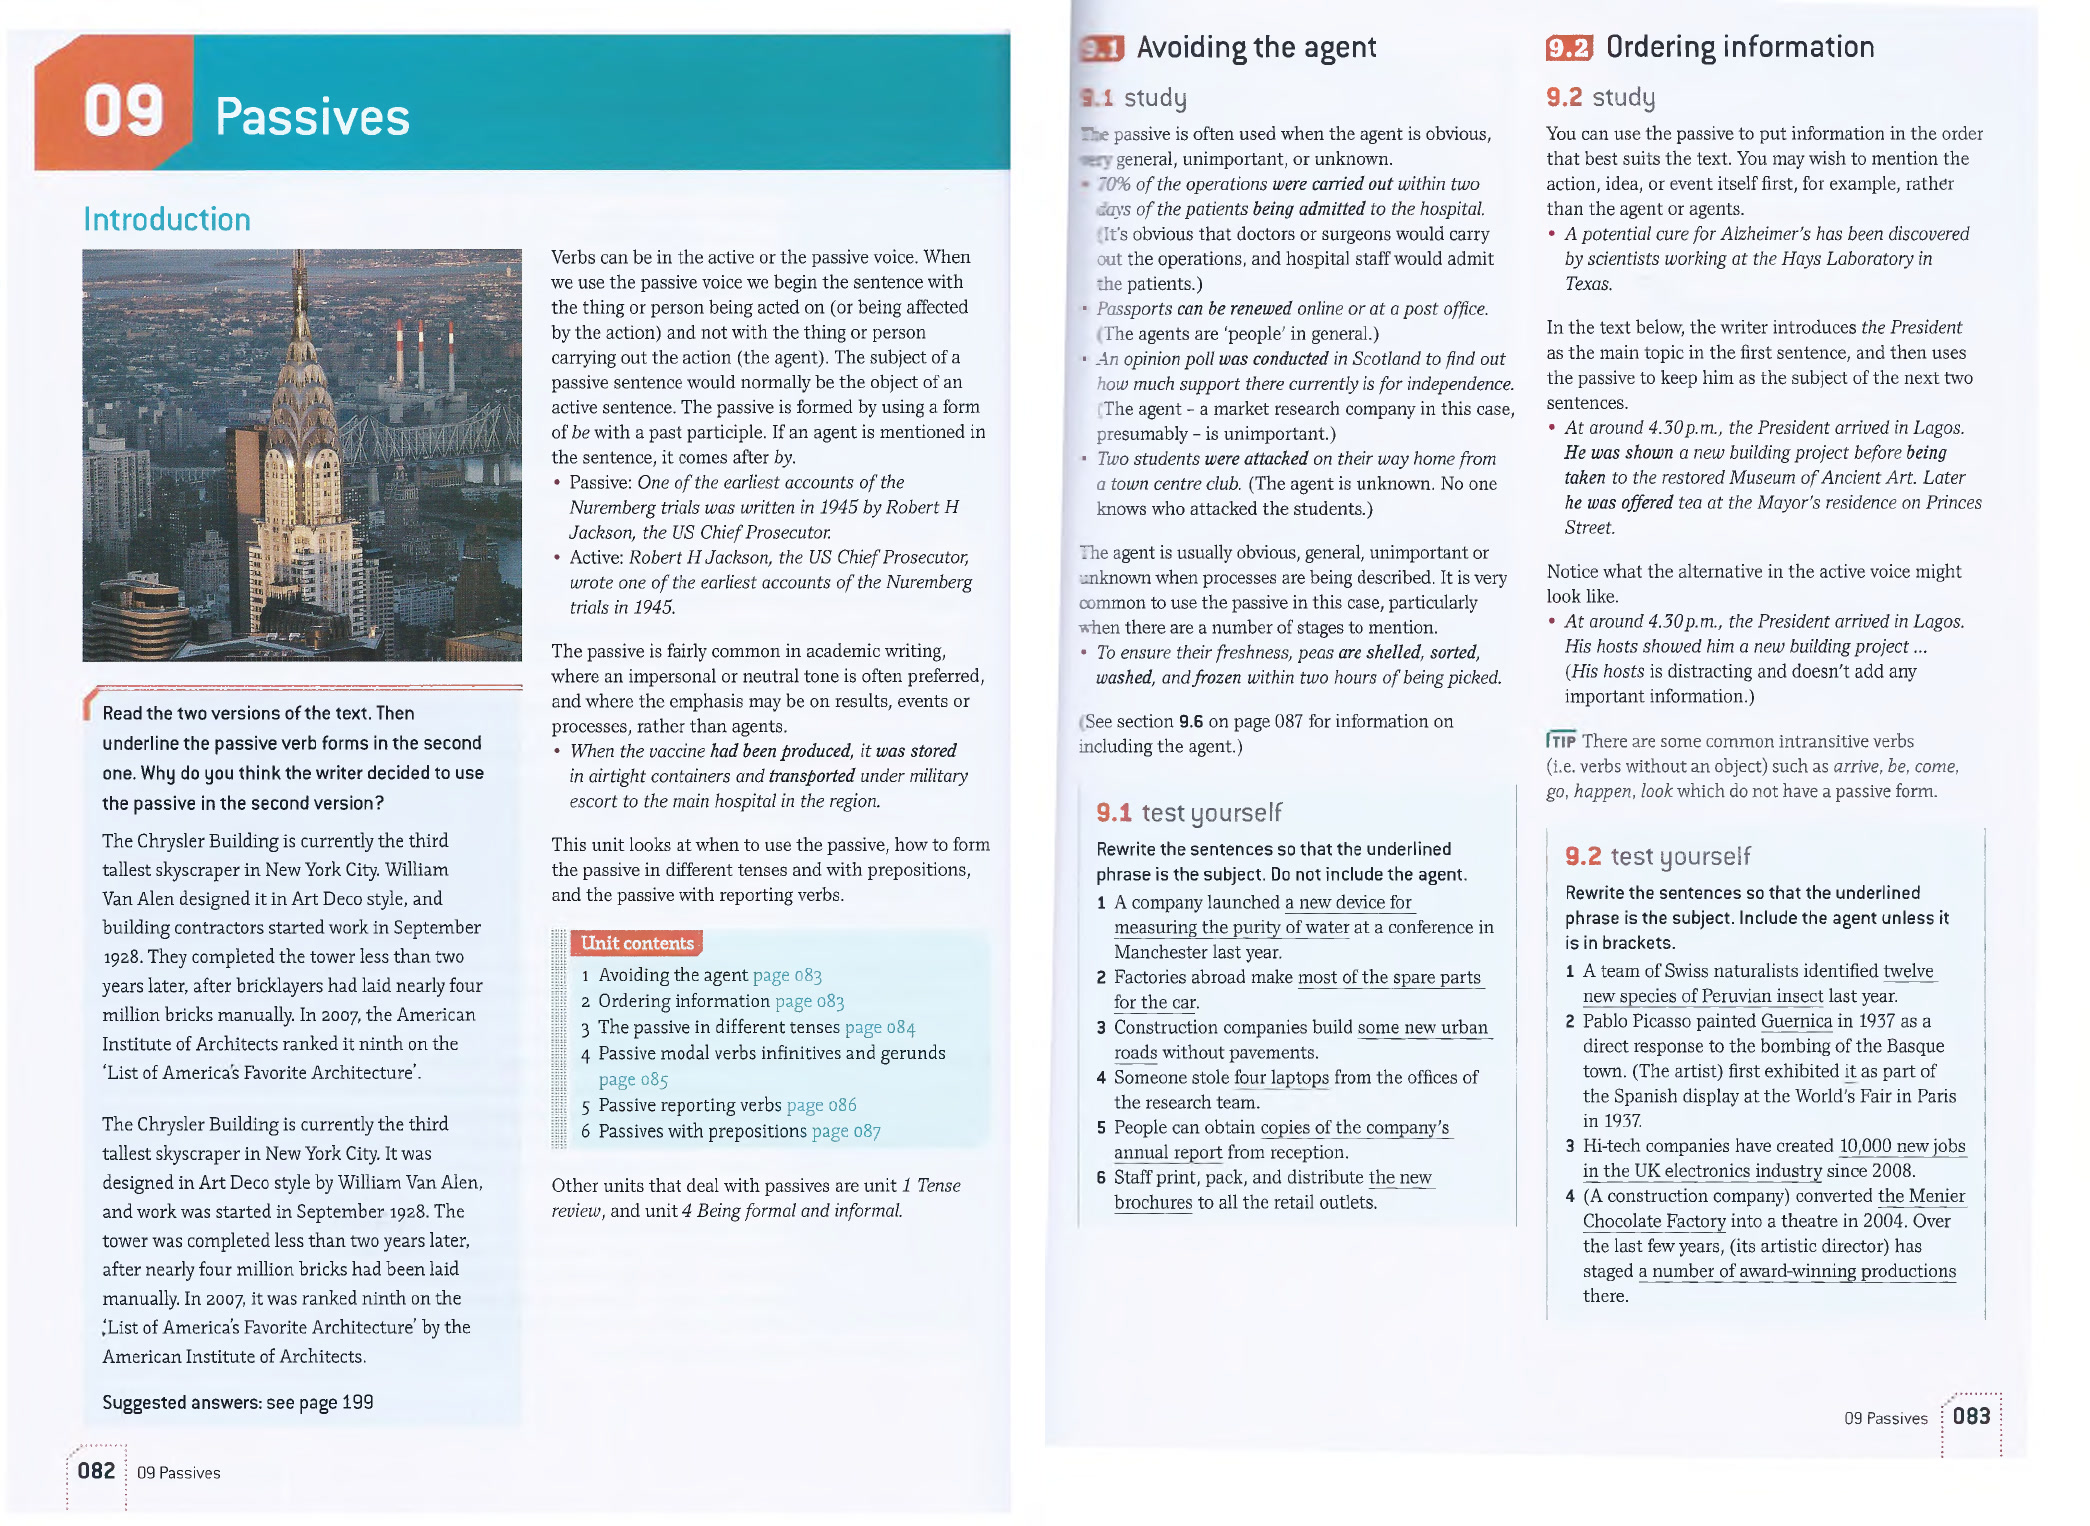 09 Passives
Introduction
Read the two versions of the text. Then
underline the passive verb forms in the second
one. Why do you think the writer decided to use
the passive in the second version?
The Chrysler Building is currently the third
tallest skyscraper in New York City. William
Van Alen designed it in Art Deco style, and
building contractors started work in September
1928. They completed the tower less than two
years later, after bricklayers had laid nearly four
million bricks manually. In 2007, the American
Institute of Architects ranked it ninth on the
'List of America's Favorite Architecture'.
The Chrysler Building is currently the third
tallest skyscraper in New York City. It was
designed in Art Deco style by William Van Alen,
and work was started in September 1928. The
tower was completed less than two years later,
after nearly four million bricks had been laid
manually. In 2007, it was ranked ninth on the
'List of America's Favorite Architecture' by the
American Institute of Architects.
Suggested answers: see page 199
082 09 Passives
Verbs can be in the active or the passive voice. When
we use the passive voice we begin the sentence with
the thing or person being acted on (or being affected
by the action) and not with the thing or person
carrying out the action (the agent). The subject of a
passive sentence would normally be the object of an
active sentence. The passive is formed by using a form
of be with a past participle. If an agent is mentioned in
the sentence, it comes after by.
• Passive: One of the earliest accounts of the
Nuremberg trials was written in 1945 by Robert H
Jackson, the US Chief Prosecutor.
• Active: Robert H Jackson, the US Chief Prosecutor,
wrote one of the earliest accounts of the Nuremberg
trials in 1945.
The passive is fairly common in academic writing,
where an impersonal or neutral tone is often preferred,
and where the emphasis may be on results, events or
processes, rather than agents.
• When the vaccine had been produced, it was stored
in airtight containers and transported under military
escort to the main hospital in the region.
This unit looks at when to use the passive, how to form
the passive in different tenses and with prepositions,
and the passive with reporting verbs.
Unit contents
1 Avoiding the agent page 083
2 Ordering information page 083
3 The passive in different tenses page 084
4 Passive modal verbs infinitives and gerunds
page 085
5 Passive reporting verbs page 086
6 Passives with prepositions page 087
Other units that deal with passives are unit 1 Tense
review, and unit 4 Being formal and informal.
9.1 Avoiding the agent
9.1 study
The passive is often used when the agent is obvious,
very general, unimportant, or unknown.
• 70% of the operations were carried out within two
days of the patients being admitted to the hospital.
(It's obvious that doctors or surgeons would carry
out the operations, and hospital staff would admit
the patients.)
• Passports can be renewed online or at a post office.
(The agents are 'people' in general.)
• An opinion poll was conducted in Scotland to find out
how much support there currently is for independence.
(The agent – a market research company in this case,
presumably – is unimportant.)
• Two students were attacked on their way home from
a town centre club. (The agent is unknown. No one
knows who attacked the students.)
The agent is usually obvious, general, unimportant or
unknown when processes are being described. It is very
common to use the passive in this case, particularly
when there are a number of stages to mention.
• To ensure their freshness, peas are shelled, sorted,
washed, and frozen within two hours of being picked.
(See section 9.6 on page 087 for information on
including the agent.)
9.1 test yourself
Rewrite the sentences so that the underlined
phrase is the subject. Do not include the agent.
1 A company launched a new device for
measuring the purity of water at a conference in
Manchester last year.
2 Factories abroad make most of the spare parts
for the car.
3 Construction companies build some new urban
roads without pavements.
4 Someone stole four laptops from the offices of
the research team.
5 People can obtain copies of the company's
annual report from reception.
6 Staff print, pack, and distribute the new
brochures to all the retail outlets.
9.2 Ordering information
9.2 study
You can use the passive to put information in the order
that best suits the text. You may wish to mention the
action, idea, or event itself first, for example, rather
than the agent or agents.
• A potential cure for Alzheimer's has been discovered
by scientists working at the Hays Laboratory in
Texas.
In the text below, the writer introduces the President
as the main topic in the first sentence, and then uses
the passive to keep him as the subject of the next two
sentences.
• At around 4.30p.m., the President arrived in Lagos.
He was shown a new building project before being
taken to the restored Museum of Ancient Art. Later
he was offered tea at the Mayor's residence on Princes
Street.
Notice what the alternative in the active voice might
look like.
• At around 4.30p.m., the President arrived in Lagos.
His hosts showed him a new building project ...
(His hosts is distracting and doesn't add any
important information.)
TIP There are some common intransitive verbs
(i.e. verbs without an object) such as arrive, be, come,
go, happen, look which do not have a passive form.
9.2 test yourself
Rewrite the sentences so that the underlined
phrase is the subject. Include the agent unless it
is in brackets.
1 A team of Swiss naturalists identified twelve
new species of Peruvian insect last year.
2 Pablo Picasso painted Guernica in 1937 as a
direct response to the bombing of the Basque
town. (The artist) first exhibited it as part of
the Spanish display at the World's Fair in Paris
in 1937.
3 Hi-tech companies have created 10,000 new jobs
in the UK electronics industry since 2008.
4 (A construction company) converted the Menier
Chocolate Factory into a theatre in 2004. Over
the last few years, (its artistic director) has
staged a number of award-winning productions
there.
09 Passives 083